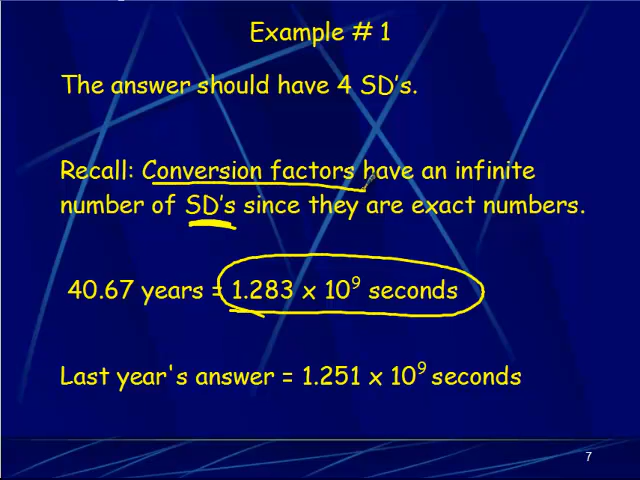 Example # 1
The answer should have 4 SD's.
Recall: Conversion factors have an infinite
number of SD's since they are exact numbers.
40.67 years = 1.283 x 10⁹ seconds
Last year's answer = 1.251 x 10⁹ seconds
7